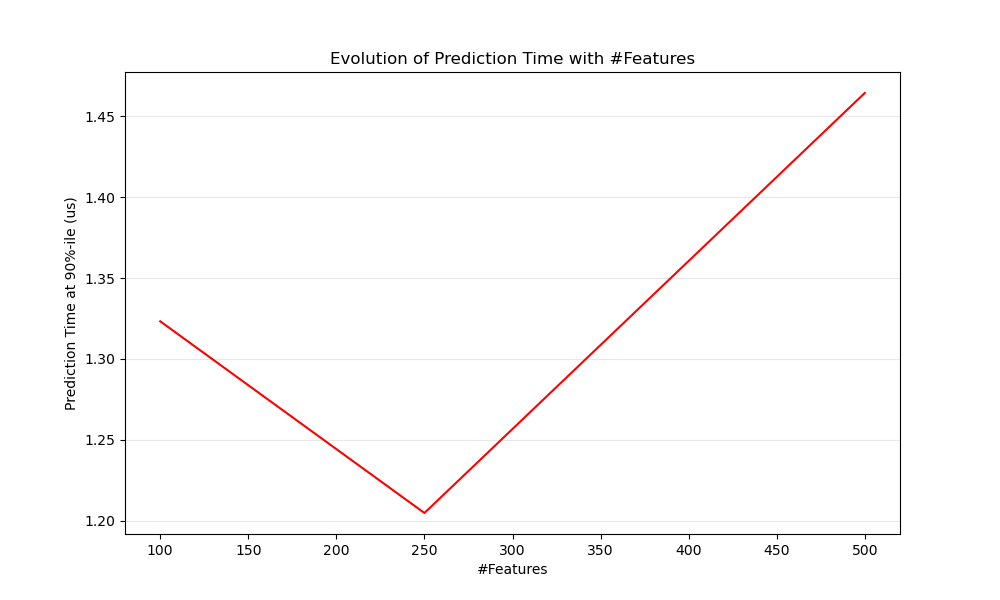 Evolution of Prediction Time with #Features
Prediction Time at 90%-ile (us)
1.45
1.40
1.35
1.30
1.25
1.20
100 150 200 250 300 350 400 450 500
#Features